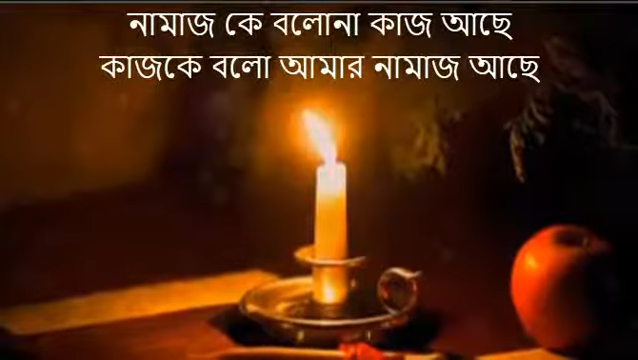 নামাজ কে বলোনা কাজ আছে
কাজকে বলো আমার নামাজ আছে